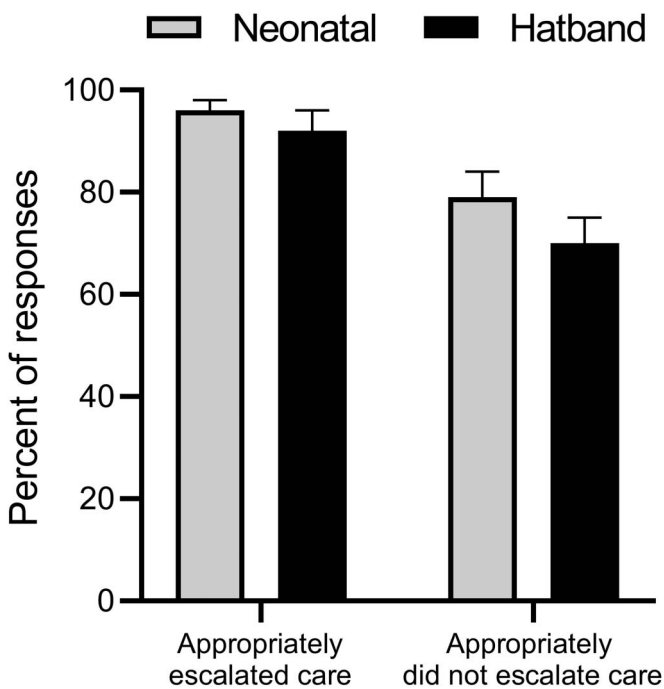 Neonatal Hatband
Percent of responses
100
80
60
40
20
0
Appropriately
escalated care
Appropriately
did not escalate care